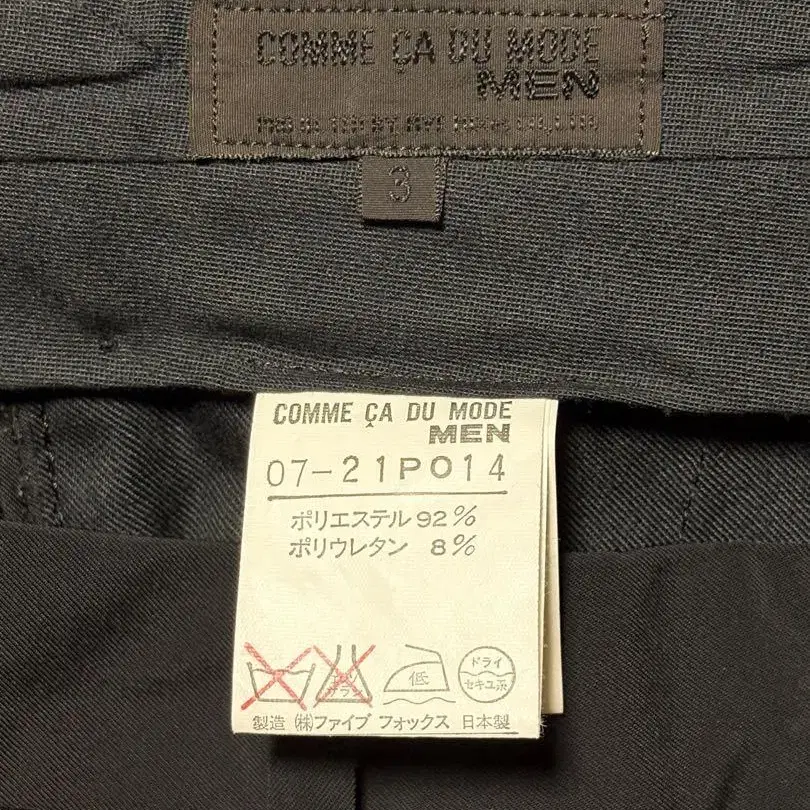 COMME ÇA DU MODE
MEN
3
COMME ÇA DU MODE
MEN
07-21PO14
ポリエステル 92%
ポリウレタン 8%
低
ドライ
セキユ系
製造 (株)ファイブ フォックス 日本製